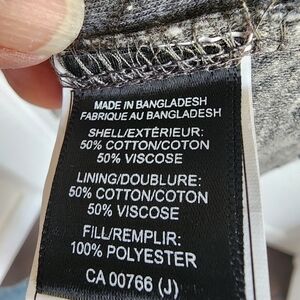 MADE IN BANGLADESH
FABRIQUE AU BANGLADESH
SHELL/EXTÉRIEUR:
50% COTTON/COTON
50% VISCOSE
LINING/DOUBLURE:
50% COTTON/COTON
50% VISCOSE
FILL/REMPLIR:
100% POLYESTER
CA 00766 (J)